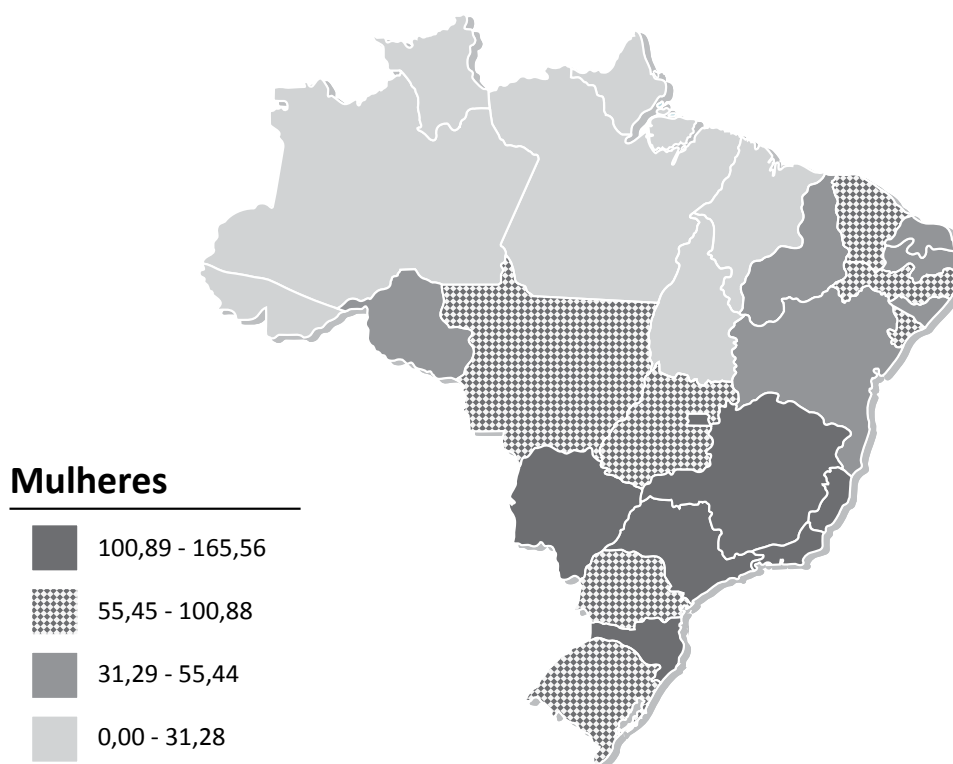 Mulheres
100,89 - 165,56
55,45 - 100,88
31,29 - 55,44
0,00 - 31,28